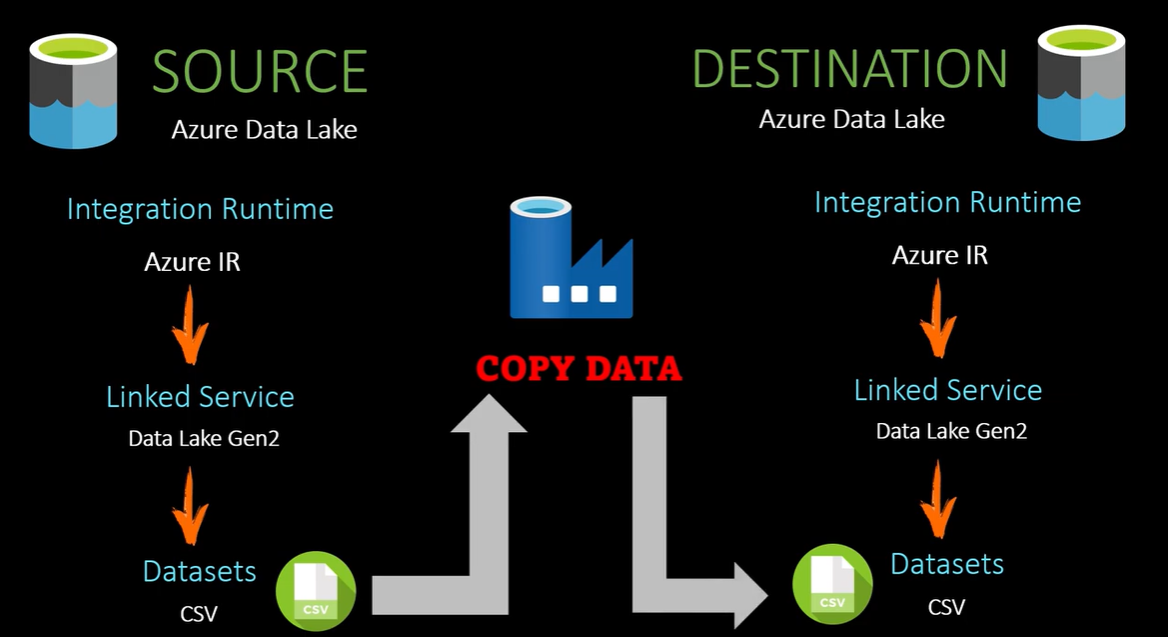 SOURCE
Azure Data Lake
Integration Runtime
Azure IR
Linked Service
Data Lake Gen2
Datasets
CSV
CSV
COPY DATA
DESTINATION
Azure Data Lake
Integration Runtime
Azure IR
Linked Service
Data Lake Gen2
Datasets
CSV
CSV